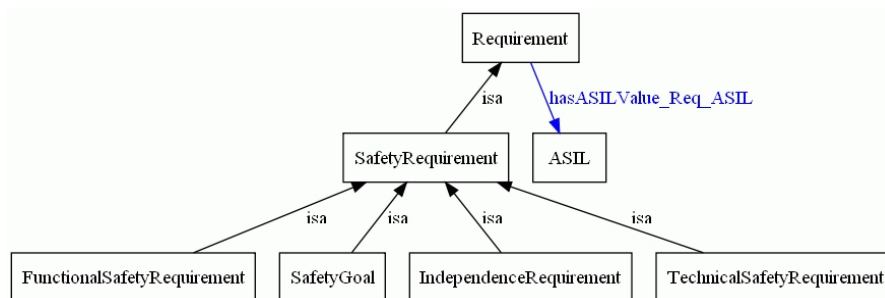 Requirement
isa
hasASILValue_Req_ASIL
SafetyRequirement
ASIL
isa
isa
isa
isa
FunctionalSafetyRequirement
SafetyGoal
IndependenceRequirement
TechnicalSafetyRequirement